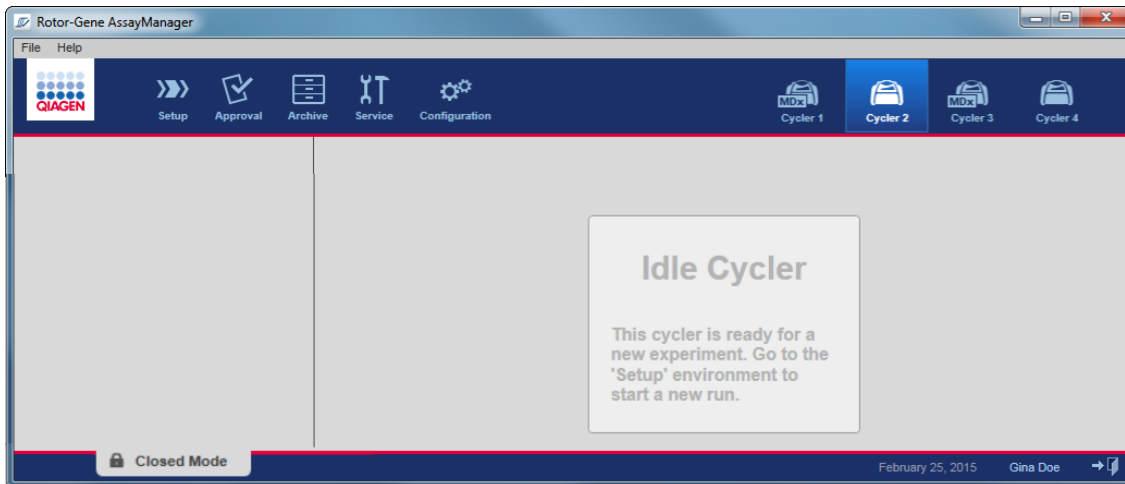 Rotor-Gene AssayManager
File Help
QIAGEN
Setup Approval Archive Service Configuration
MDx MDx
Cycler 1 Cycler 2 Cycler 3 Cycler 4
Idle Cycler
This cycler is ready for a
new experiment. Go to the
'Setup' environment to
start a new run.
Closed Mode
February 25, 2015 Gina Doe